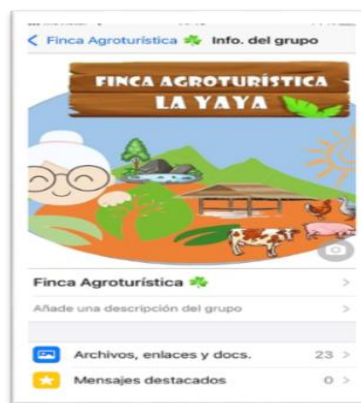 Finca Agroturística ☘️ Info. del grupo
FINCA AGROTURÍSTICA
LA YAYA
Finca Agroturística ☘️
Añade una descripción del grupo
Archivos, enlaces y docs. 23
Mensajes destacados 0